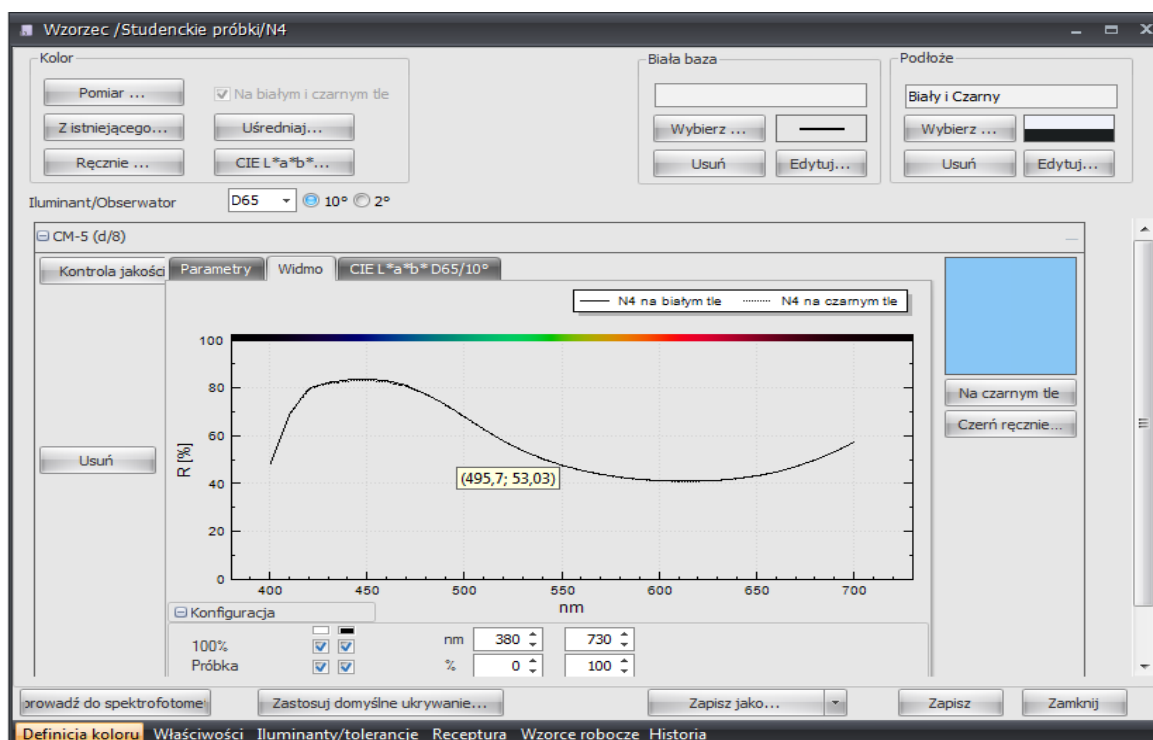 Wzorzec /Studenckie próbki/N4
Kolor
Pomiar ...
Na białym i czarnym tle
Z istniejącego...
Uśredniaj...
Ręcznie ...
CIE L*a*b*...
Biała baza
Wybierz ...
Usuń
Edytuj...
Podłoże
Biały i Czarny
Wybierz ...
Usuń
Edytuj...
Iluminant/Obserwator
D65
10°
2°
CM-5 (d/8)
Kontrola jakości
Parametry
Widmo
CIE L*a*b* D65/10°
N4 na białym tle
N4 na czarnym tle
100
80
60
40
20
0
R [%]
(495,7; 53,03)
400 450 500 550 600 650 700
nm
Usuń
Na czarnym tle
Czerń ręcznie...
Konfiguracja
100%
nm 380 730
Próbka
% 0 100
prowadź do spektrofotomet
Zastosuj domyślne ukrywanie...
Zapisz jako...
Zapisz
Zamknij
Definicja koloru Właściwości Iluminanty/tolerancje Receptura Wzorce robocze Historia